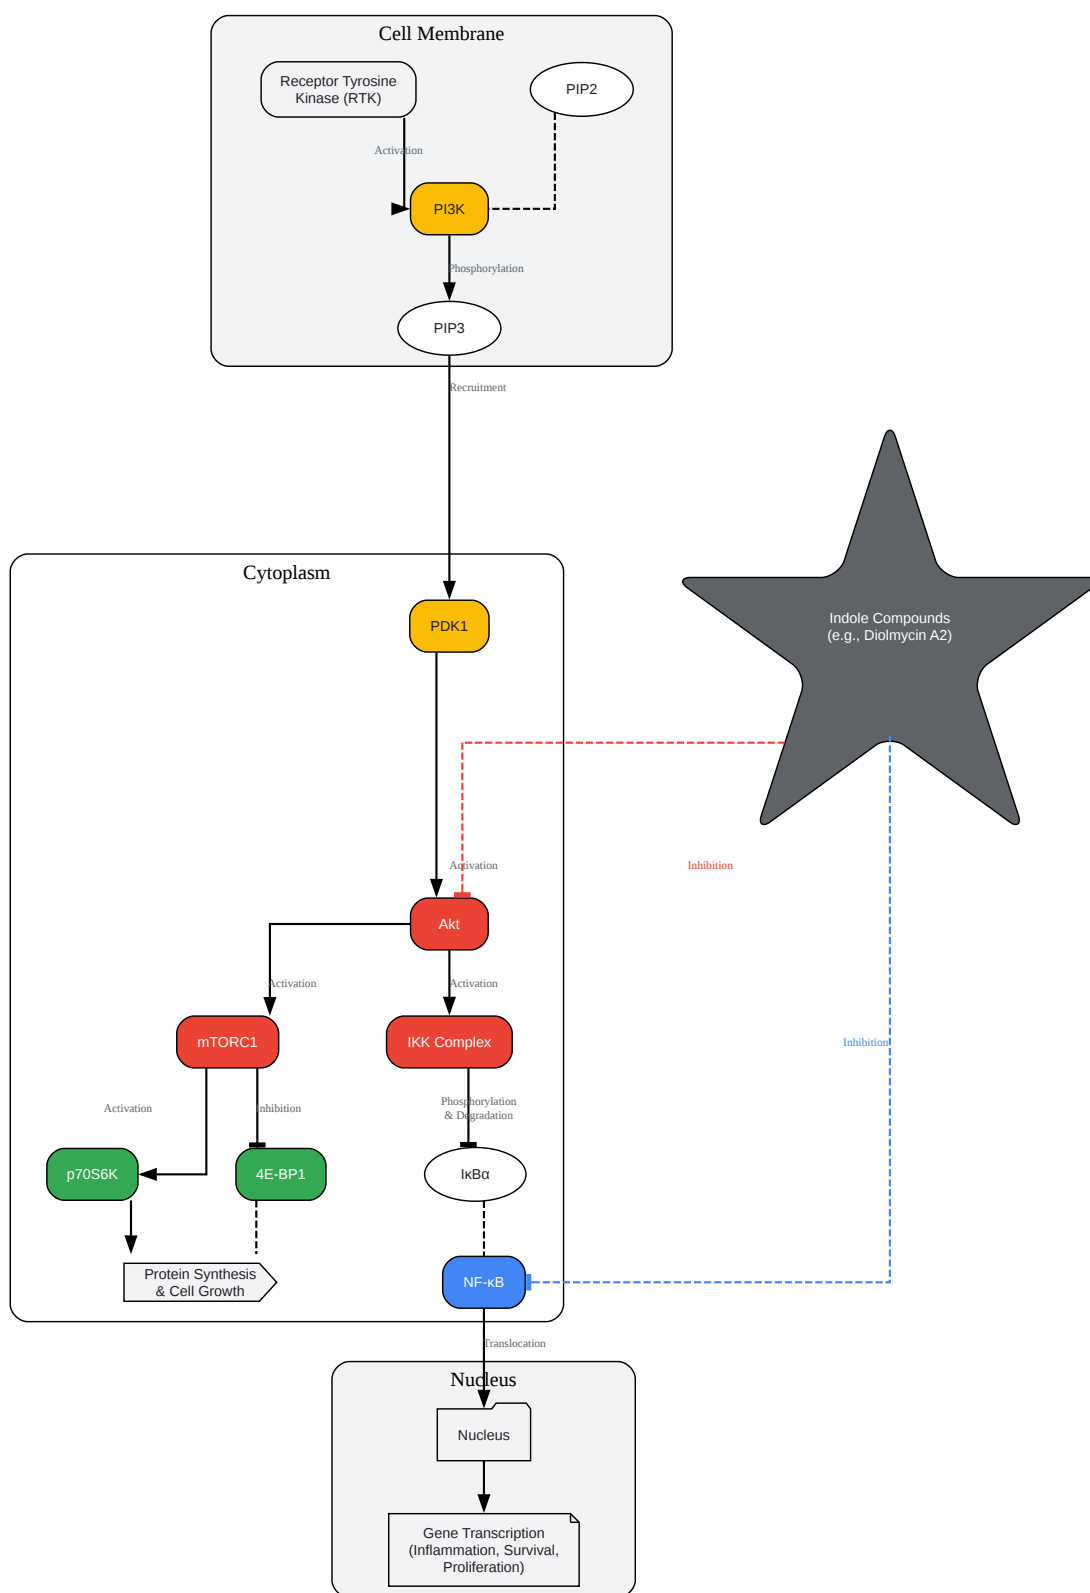 Cell Membrane
Receptor Tyrosine
Kinase (RTK)
PIP2
Activation
PI3K
Phosphorylation
PIP3
Recruitment
Cytoplasm
PDK1
Indole Compounds
(e.g., Diolmycin A2)
Activation
Inhibition
Akt
Activation
Activation
mTORC1
IKK Complex
Inhibition
Activation
Inhibition
Phosphorylation
& Degradation
p70S6K
4E-BP1
IκBα
Protein Synthesis
& Cell Growth
NF-κB
Translocation
Nucleus
Nucleus
Gene Transcription
(Inflammation, Survival,
Proliferation)